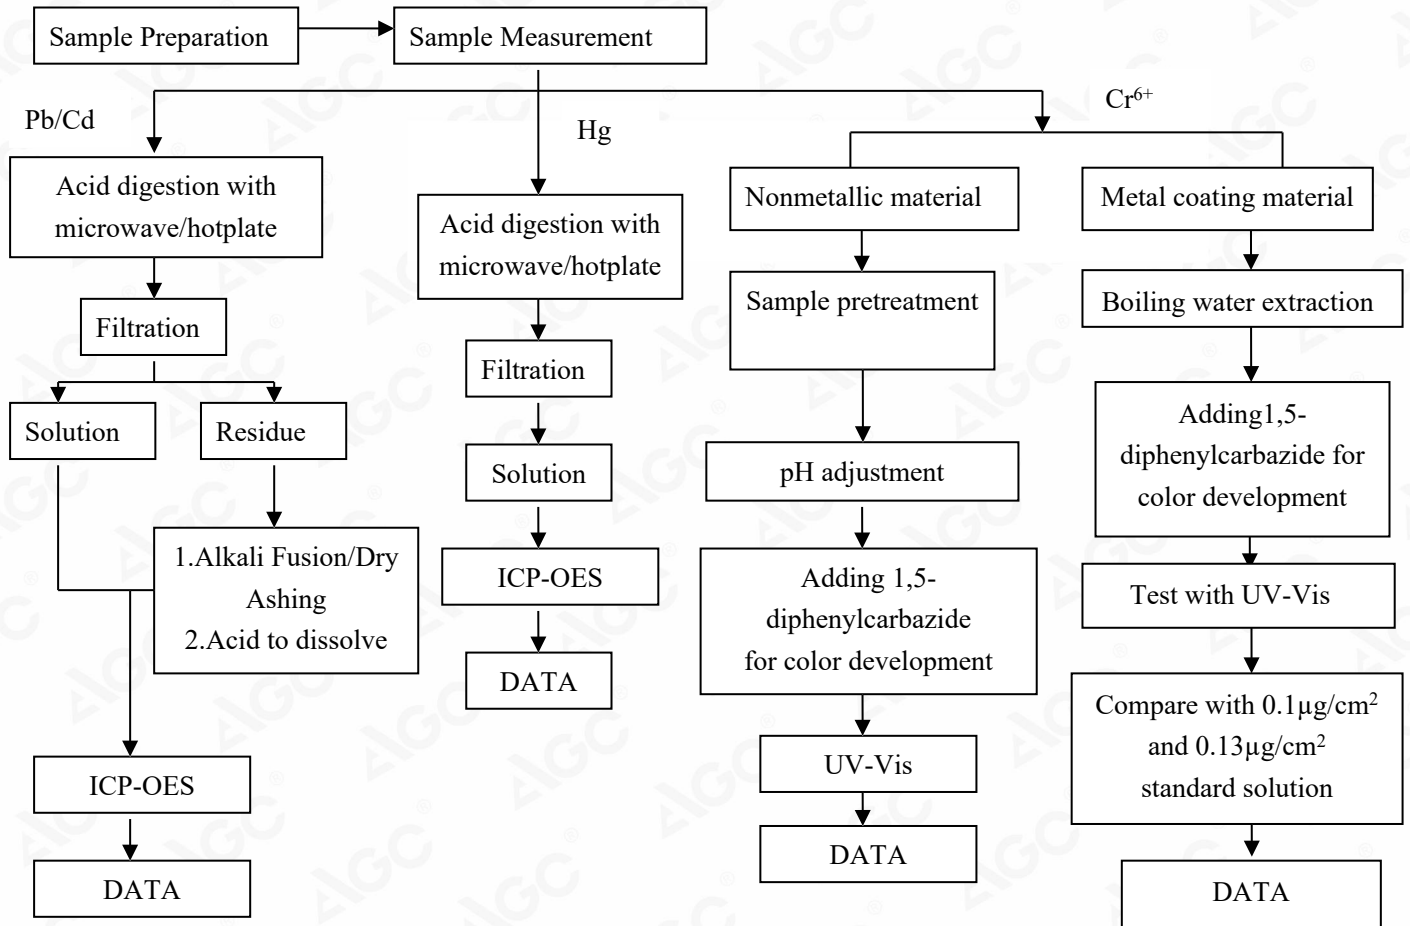 Sample Preparation
Sample Measurement
Pb/Cd
Hg
Cr⁶⁺
Acid digestion with
microwave/hotplate
Filtration
Solution
Residue
1.Alkali Fusion/Dry
Ashing
2.Acid to dissolve
ICP-OES
DATA
Acid digestion with
microwave/hotplate
Filtration
Solution
ICP-OES
DATA
Nonmetallic material
Sample pretreatment
pH adjustment
Adding 1,5-
diphenylcarbazide
for color development
UV-Vis
DATA
Metal coating material
Boiling water extraction
Adding1,5-
diphenylcarbazide for
color development
Test with UV-Vis
Compare with 0.1µg/cm²
and 0.13µg/cm²
standard solution
DATA
AGC®